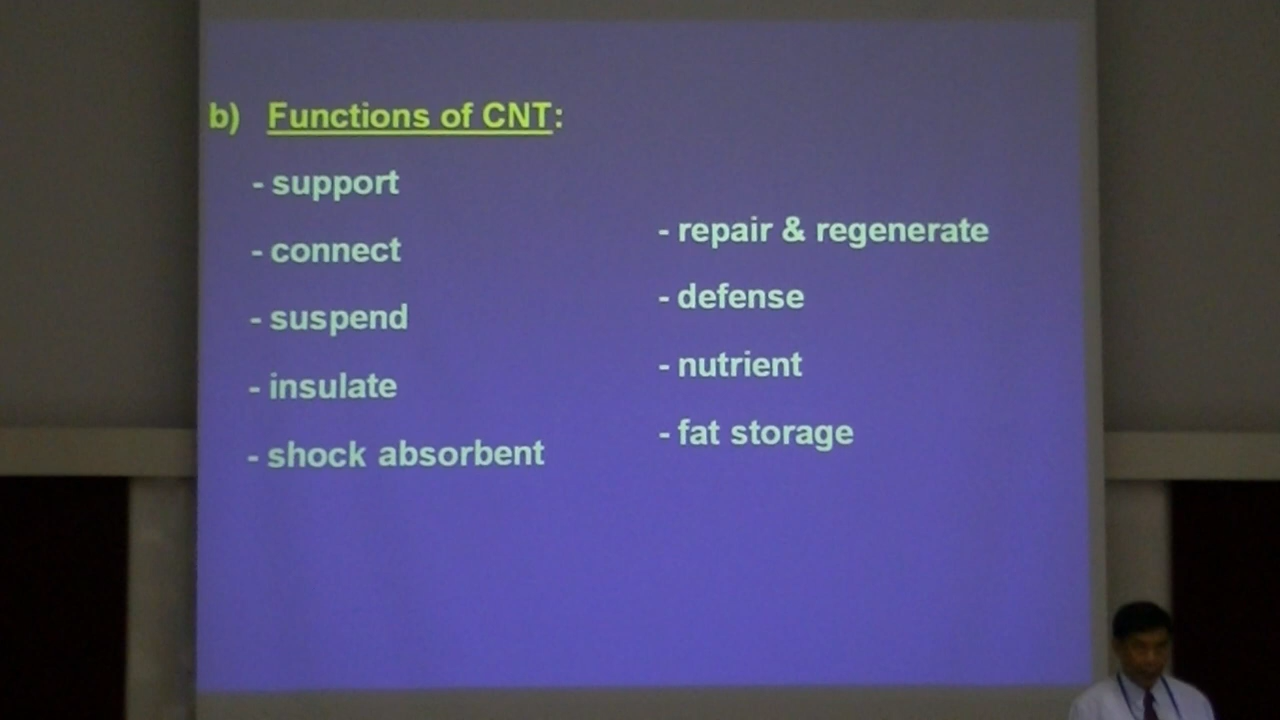 b) Functions of CNT:
- support
- connect
- suspend
- insulate
- shock absorbent
- repair & regenerate
- defense
- nutrient
- fat storage